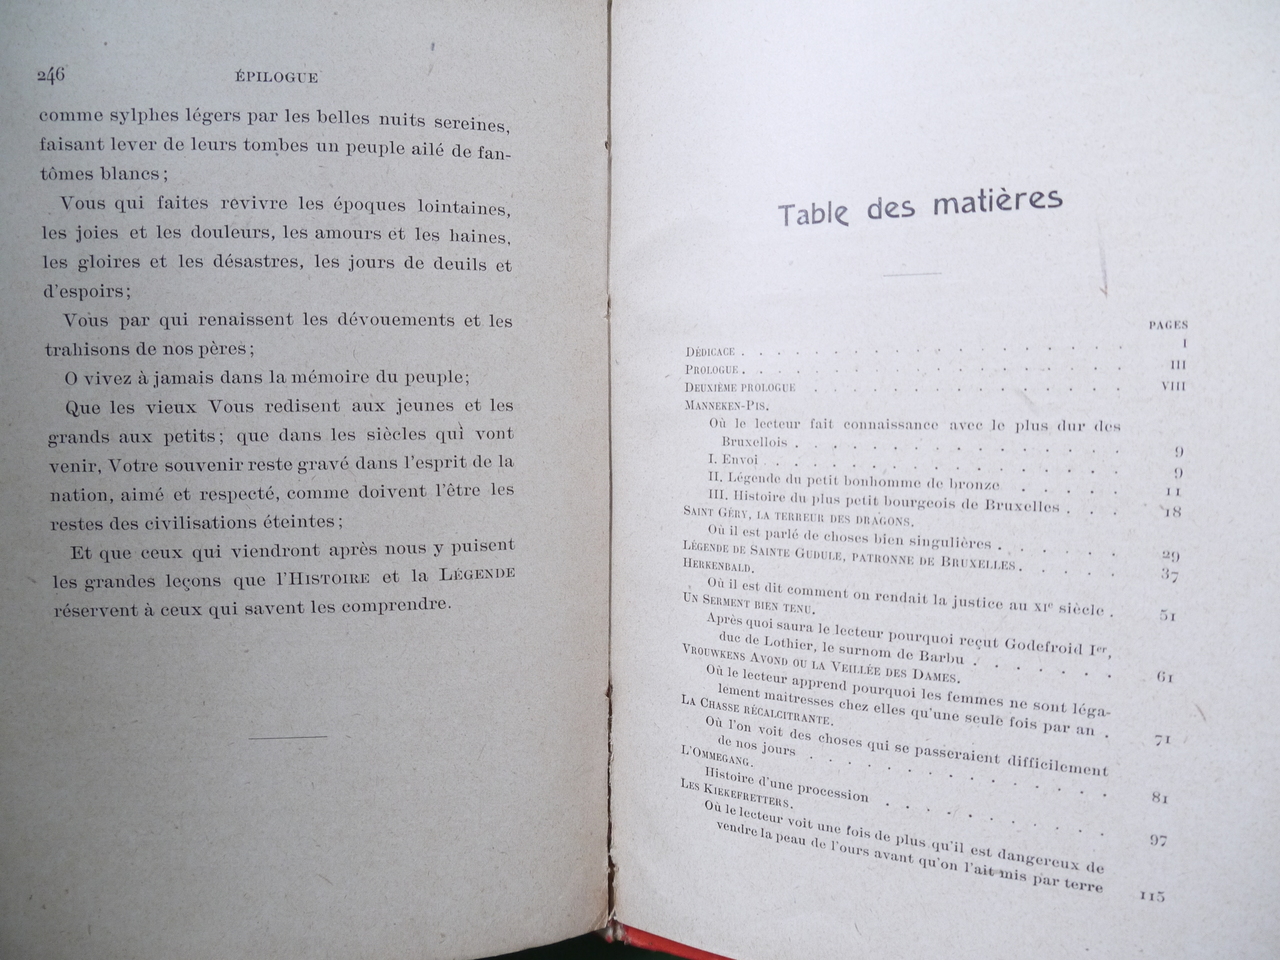 246 ÉPILOGUE
comme sylphes légers par les belles nuits sereines,
faisant lever de leurs tombes un peuple ailé de fan-
tômes blancs ;
Vous qui faites revivre les époques lointaines,
les joies et les douleurs, les amours et les haines,
les gloires et les désastres, les jours de deuils et
d'espoirs ;
Vous par qui renaissent les dévouements et les
trahisons de nos pères ;
O vivez à jamais dans la mémoire du peuple ;
Que les vieux Vous redisent aux jeunes et les
grands aux petits ; que dans les siècles qui vont
venir, Votre souvenir reste gravé dans l'esprit de la
nation, aimé et respecté, comme doivent l'être les
restes des civilisations éteintes ;
Et que ceux qui viendront après nous y puisent
les grandes leçons que l'HISTOIRE et la LÉGENDE
réservent à ceux qui savent les comprendre.
Table des matières
PAGES
DÉDICACE . . . . . . . . . . . . . . . . I
PROLOGUE . . . . . . . . . . . . . . . . III
DEUXIÈME PROLOGUE . . . . . . . . . . . . . VIII
MANNEKEN-PIS.
Où le lecteur fait connaissance avec le plus dur des
Bruxellois . . . . . . . . . . . . . . 9
I. Envoi . . . . . . . . . . . . . . . 9
II. Légende du petit bonhomme de bronze . . . . . 11
III. Histoire du plus petit bourgeois de Bruxelles . . . 18
SAINT GÉRY, LA TERREUR DES DRAGONS.
Où il est parlé de choses bien singulières . . . . . . 29
LÉGENDE DE SAINTE GUDULE, PATRONNE DE BRUXELLES . . . . . 37
HERKENBALD.
Où il est dit comment on rendait la justice au XIe siècle . 51
UN SERMENT BIEN TENU.
Après quoi saura le lecteur pourquoi reçut Godefroid Ier,
duc de Lothier, le surnom de Barbu . . . . . . . 61
VROUWKENS AVOND OU LA VEILLÉE DES DAMES.
Où le lecteur apprend pourquoi les femmes ne sont léga-
lement maitresses chez elles qu'une seule fois par an . 71
LA CHASSE RÉCALCITRANTE.
Où l'on voit des choses qui se passeraient difficilement
de nos jours . . . . . . . . . . . . . 81
L'OMMEGANG.
Histoire d'une procession . . . . . . . . . . 97
LES KIEKEFRETTERS.
Où le lecteur voit une fois de plus qu'il est dangereux de
vendre la peau de l'ours avant qu'on l'ait mis par terre 115